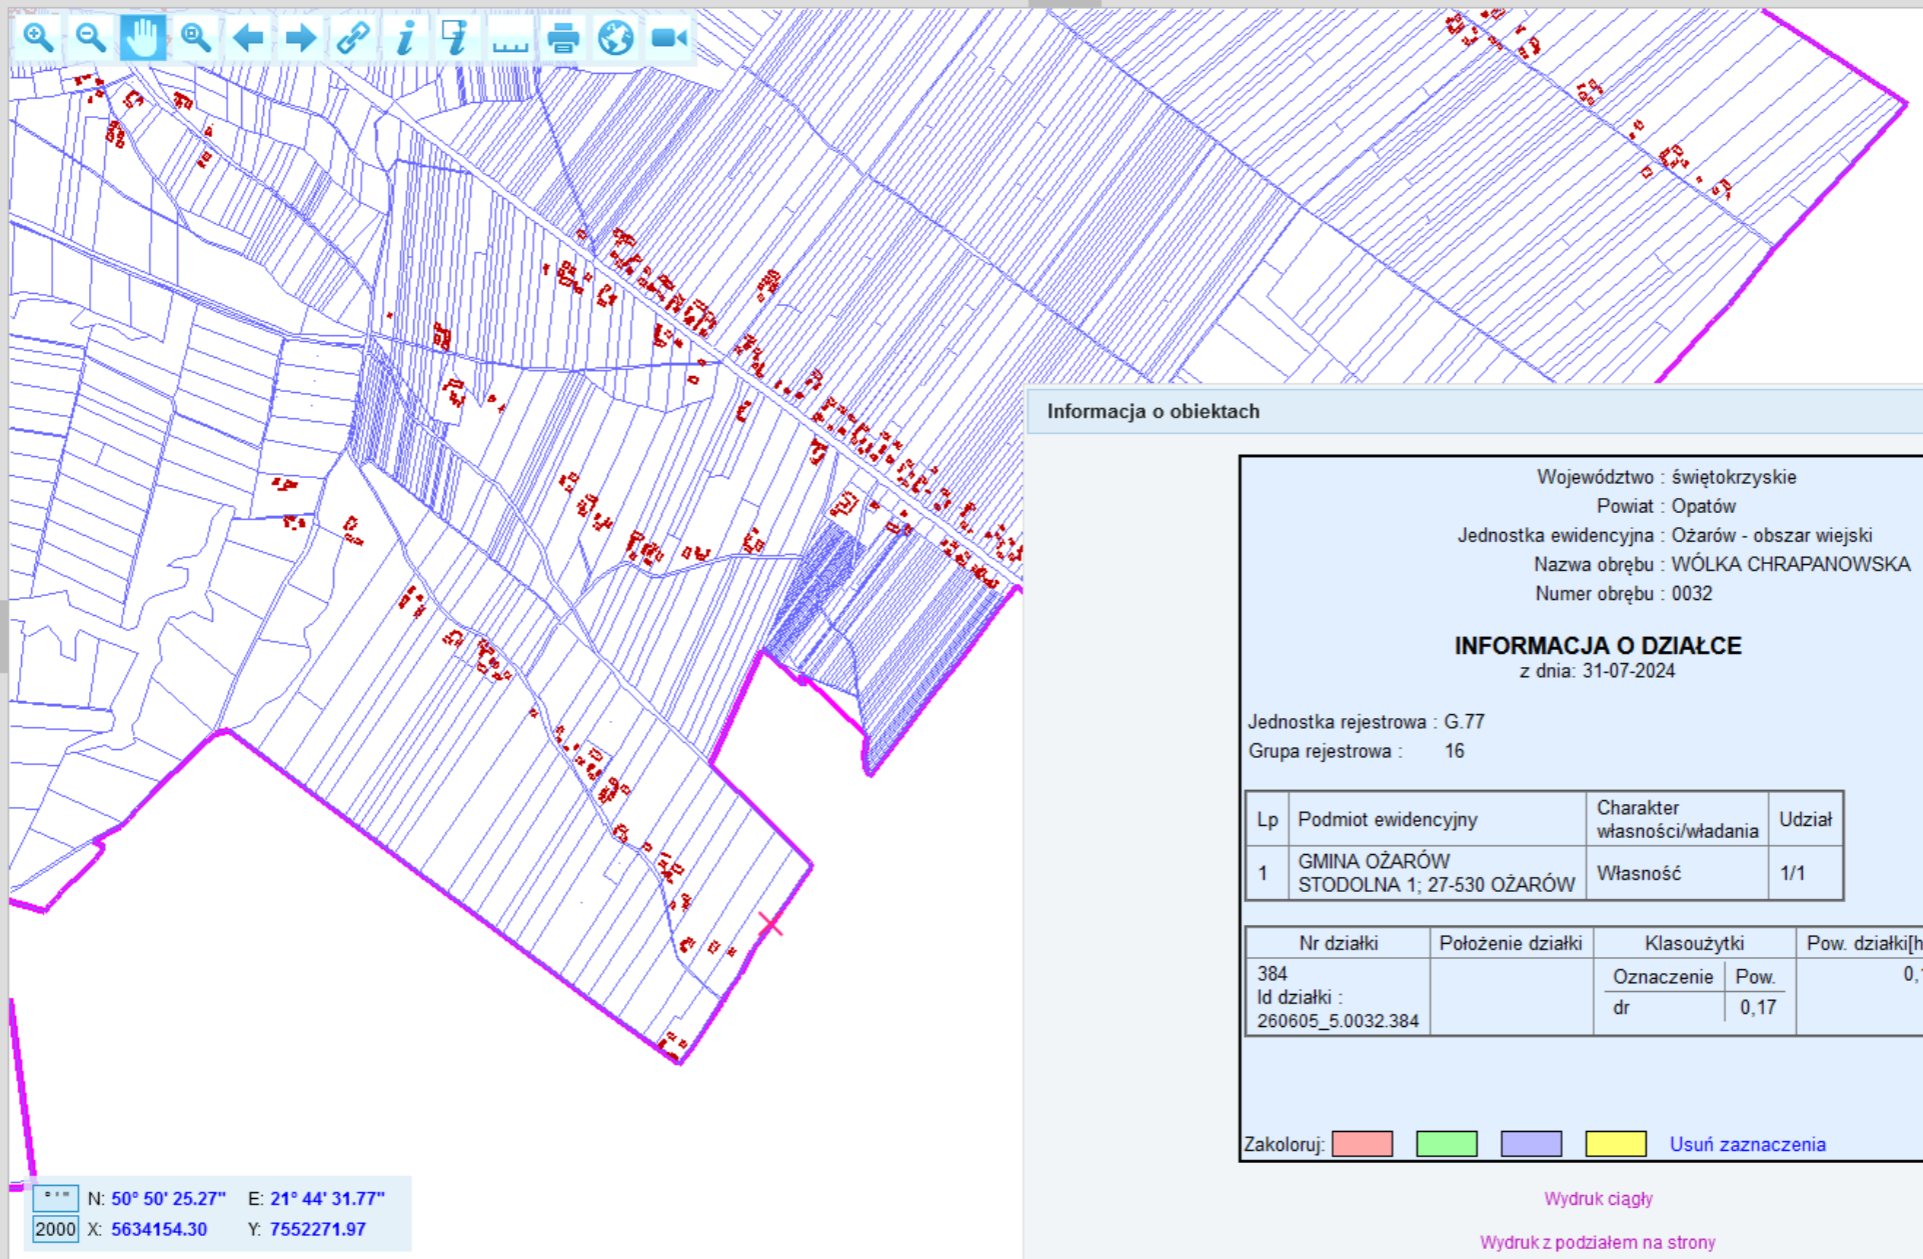 Informacja o obiektach
Województwo : świętokrzyskie
Powiat : Opatów
Jednostka ewidencyjna : Ożarów - obszar wiejski
Nazwa obrębu : WÓLKA CHRAPANOWSKA
Numer obrębu : 0032
INFORMACJA O DZIAŁCE
z dnia: 31-07-2024
Jednostka rejestrowa : G.77
Grupa rejestrowa : 16
Lp Podmiot ewidencyjny Charakter własności/władania Udział
1 GMINA OŻARÓW Własność 1/1
STODOLNA 1; 27-530 OŻARÓW
Nr działki Położenie działki Klasoużytki Pow. działki[h
384 Oznaczenie Pow. 0,
Id działki : dr 0,17
260605_5.0032.384
Zakoloruj: Usuń zaznaczenia
Wydruk ciągły
Wydruk z podziałem na strony
° ' " N: 50° 50' 25.27" E: 21° 44' 31.77"
2000 X: 5634154.30 Y: 7552271.97